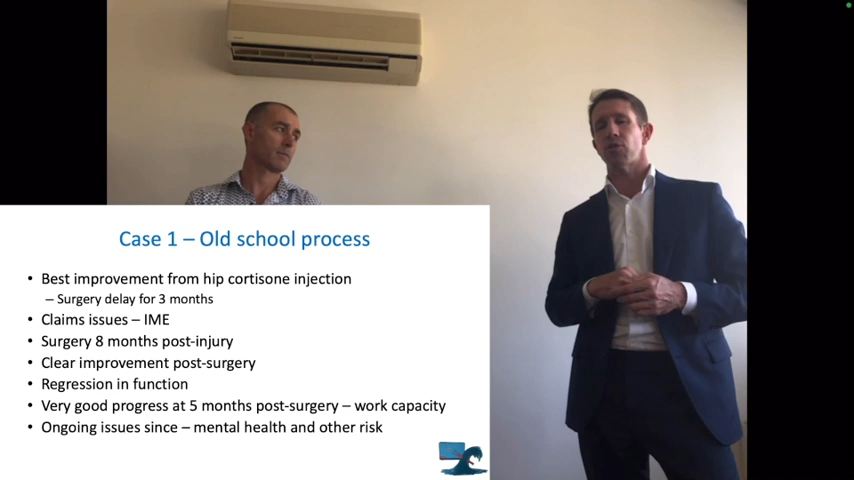 Case 1 – Old school process
• Best improvement from hip cortisone injection
– Surgery delay for 3 months
• Claims issues – IME
• Surgery 8 months post-injury
• Clear improvement post-surgery
• Regression in function
• Very good progress at 5 months post-surgery – work capacity
• Ongoing issues since – mental health and other risk